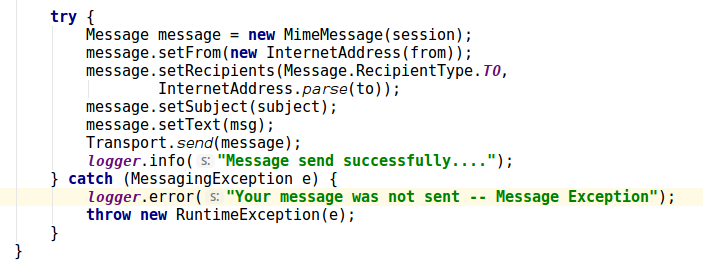 try {
Message message = new MimeMessage(session);
message.setFrom(new InternetAddress(from));
message.setRecipients(Message.RecipientType.TO,
InternetAddress.parse(to));
message.setSubject(subject);
message.setText(msg);
Transport.send(message);
logger.info( s: "Message send successfully....");
} catch (MessagingException e) {
logger.error( s: "Your message was not sent -- Message Exception");
throw new RuntimeException(e);
}
}